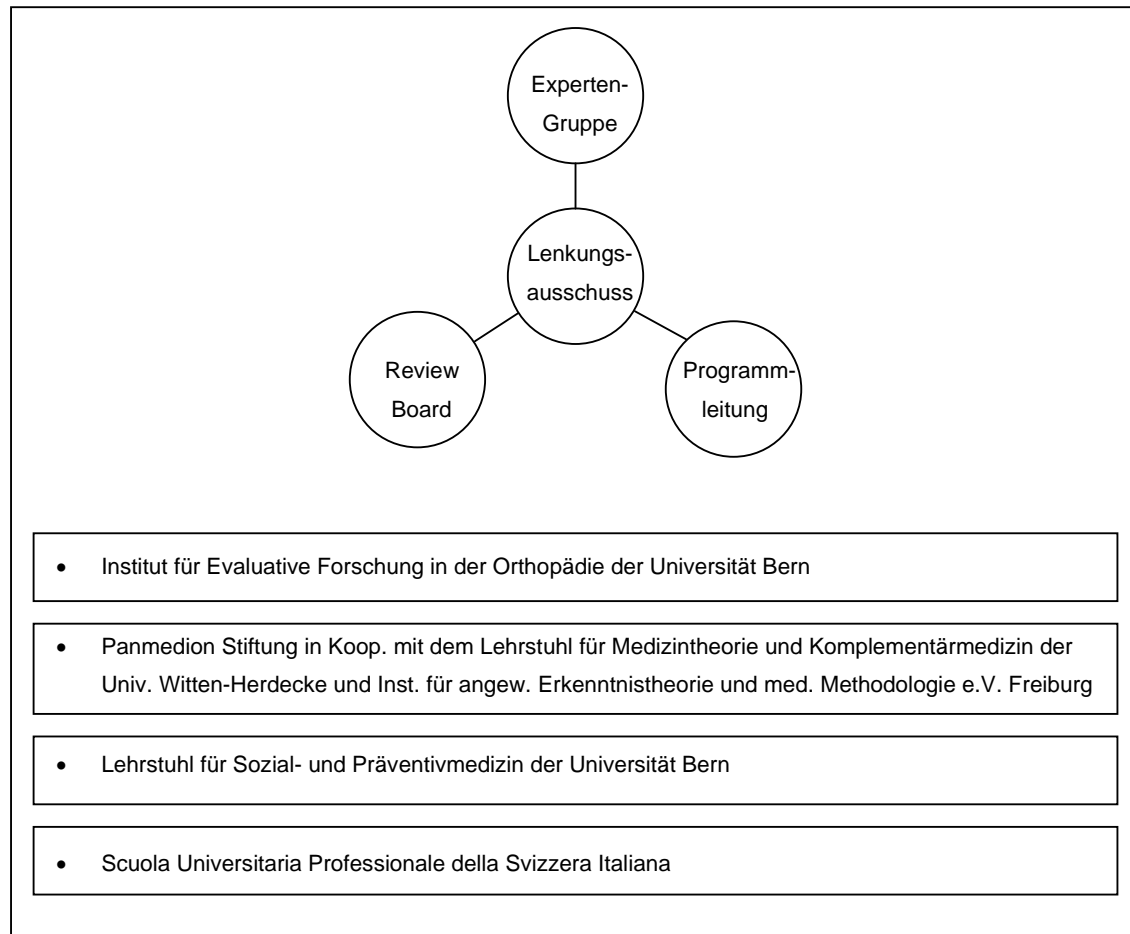 Experten-
Gruppe
Lenkungs-
ausschuss
Review
Board
Programm-
leitung
• Institut für Evaluative Forschung in der Orthopädie der Universität Bern
• Panmedion Stiftung in Koop. mit dem Lehrstuhl für Medizintheorie und Komplementärmedizin der
Univ. Witten-Herdecke und Inst. für angew. Erkenntnistheorie und med. Methodologie e.V. Freiburg
• Lehrstuhl für Sozial- und Präventivmedizin der Universität Bern
• Scuola Universitaria Professionale della Svizzera Italiana